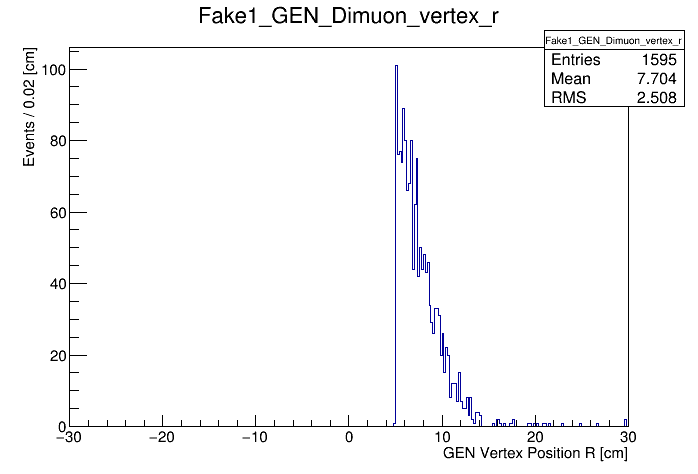 Fake1_GEN_Dimuon_vertex_r
Fake1_GEN_Dimuon_vertex_r
Entries 1595
Mean 7.704
RMS 2.508
Events / 0.02 [cm]
100
80
60
40
20
0
−30 −20 −10 0 10 20 30
GEN Vertex Position R [cm]